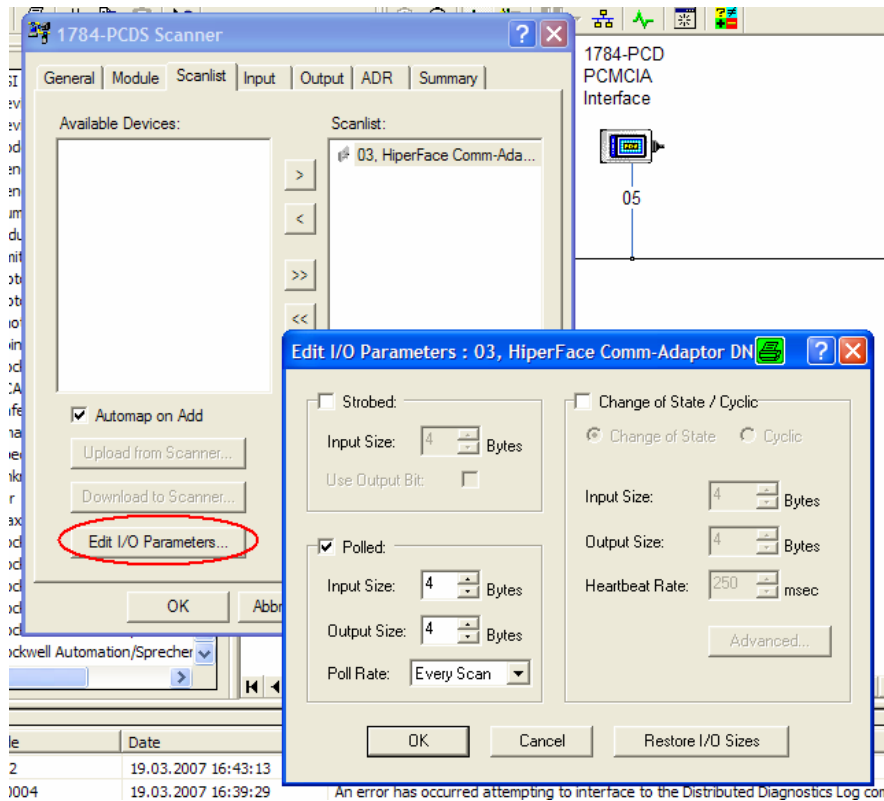 1784-PCDS Scanner
General Module Scanlist Input Output ADR Summary
Available Devices:
Scanlist:
03, HiperFace Comm-Ada...
>
<
>>
<<
Automap on Add
Upload from Scanner...
Download to Scanner...
Edit I/O Parameters...
OK
Abbr
1784-PCD
PCMCIA
Interface
05
Edit I/O Parameters : 03, HiperFace Comm-Adaptor DN
Strobed:
Input Size: 4 Bytes
Use Output Bit:
Polled:
Input Size: 4 Bytes
Output Size: 4 Bytes
Poll Rate: Every Scan
Change of State / Cyclic
Change of State Cyclic
Input Size: 4 Bytes
Output Size: 4 Bytes
Heartbeat Rate: 250 msec
Advanced...
OK Cancel Restore I/O Sizes
ockwell Automation/Sprecher
le Date
2 19.03.2007 16:43:13
0004 19.03.2007 16:39:29 An error has occurred attempting to interface to the Distributed Diagnostics Log con